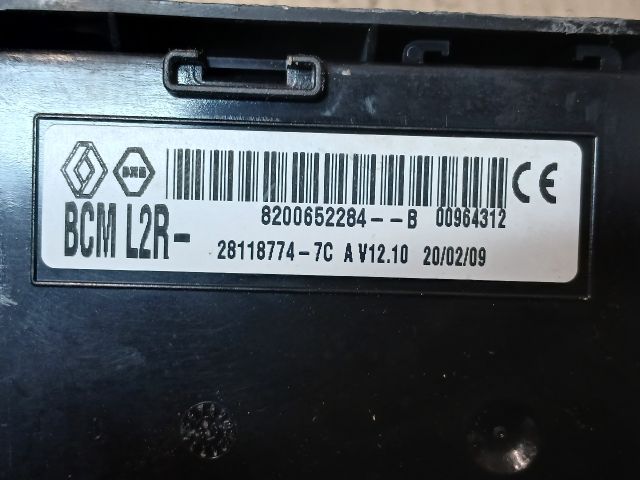 8200652284--B 00964312
BCM L2R-
28118774-7C A V12.10 20/02/09
CE